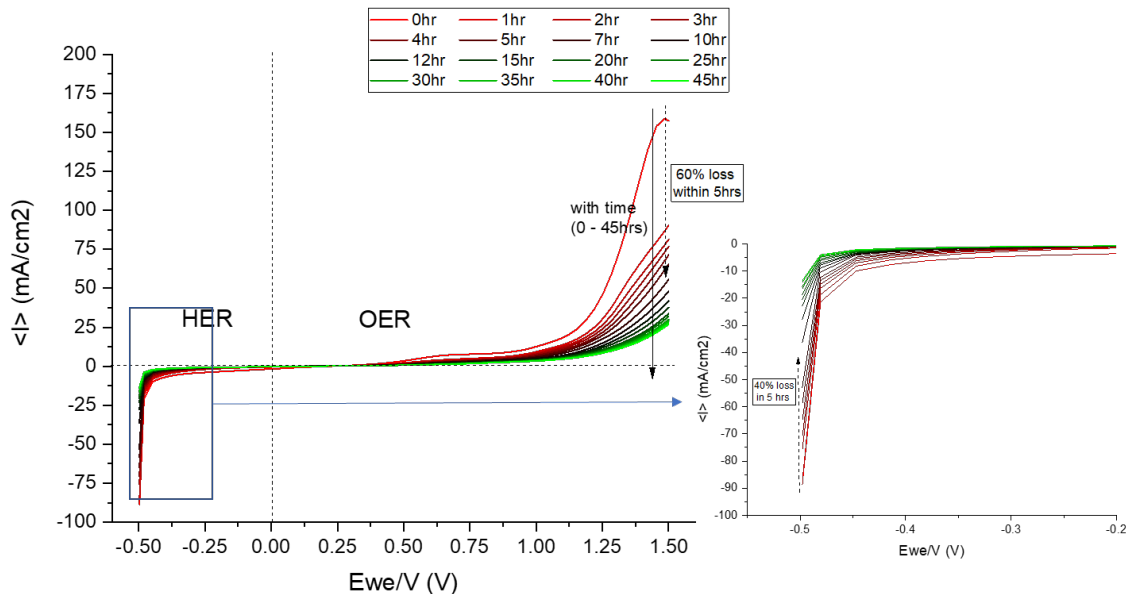 0hr 1hr 2hr 3hr
4hr 5hr 7hr 10hr
12hr 15hr 20hr 25hr
30hr 35hr 40hr 45hr
200
175
150
125
100
75
50
25
0
-25
-50
-75
-100
<I> (mA/cm2)
HER
OER
with time
(0 - 45hrs)
60% loss
within 5hrs
-0.50 -0.25 0.00 0.25 0.50 0.75 1.00 1.25 1.50
Ewe/V (V)
0
-10
-20
-30
-40
-50
-60
-70
-80
-90
-100
<I> (mA/cm2)
40% loss
in 5 hrs
-0.5 -0.4 -0.3 -0.2
Ewe/V (V)